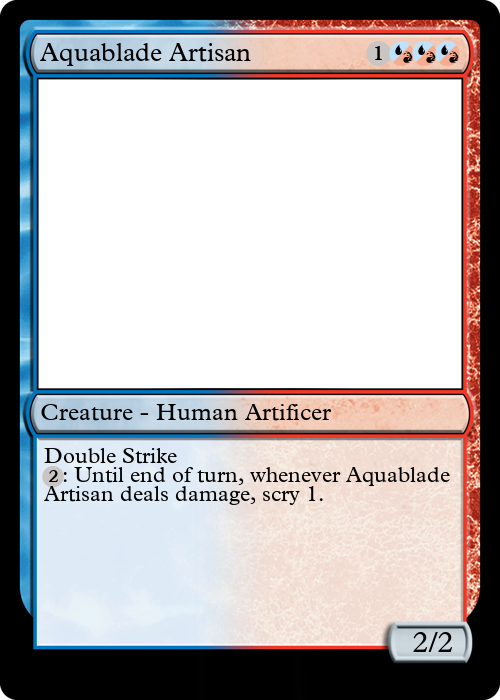 Aquablade Artisan 1
Creature - Human Artificer
Double Strike
2: Until end of turn, whenever Aquablade
Artisan deals damage, scry 1.
2/2